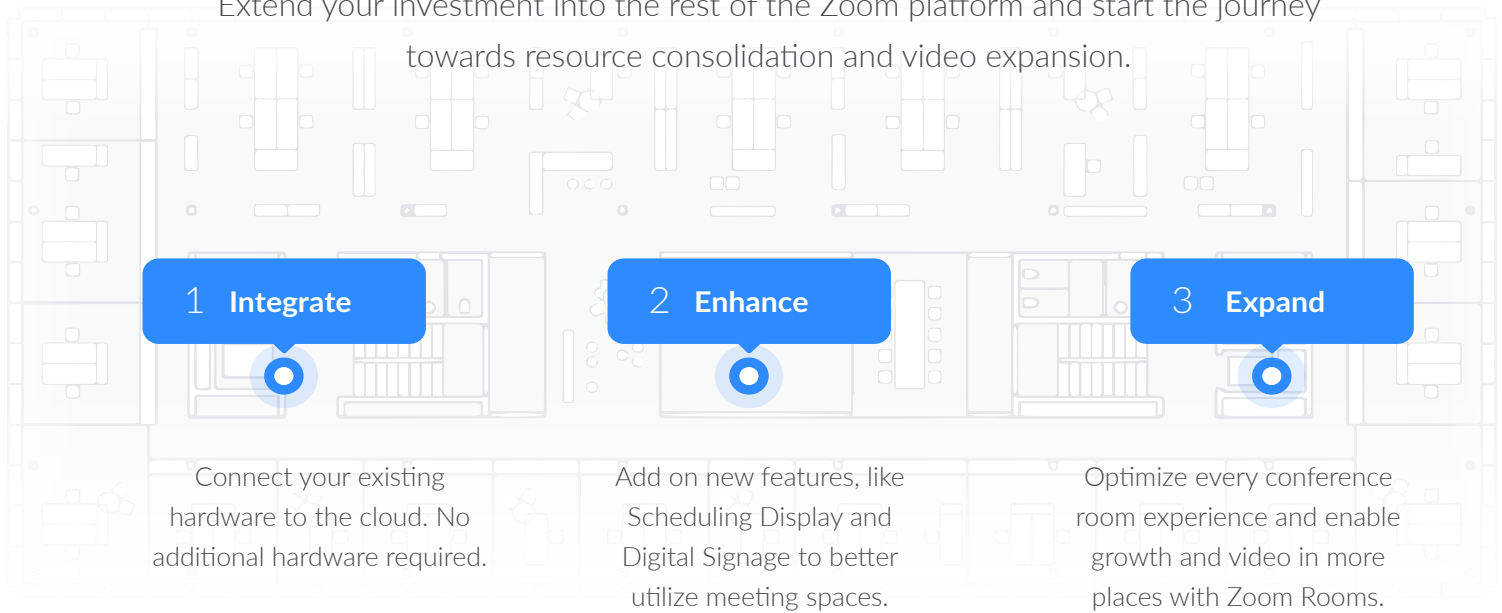 Extend your investment into the rest of the Zoom platform and start the journey
towards resource consolidation and video expansion.
1 Integrate
2 Enhance
3 Expand
Connect your existing
hardware to the cloud. No
additional hardware required.
Add on new features, like
Scheduling Display and
Digital Signage to better
utilize meeting spaces.
Optimize every conference
room experience and enable
growth and video in more
places with Zoom Rooms.